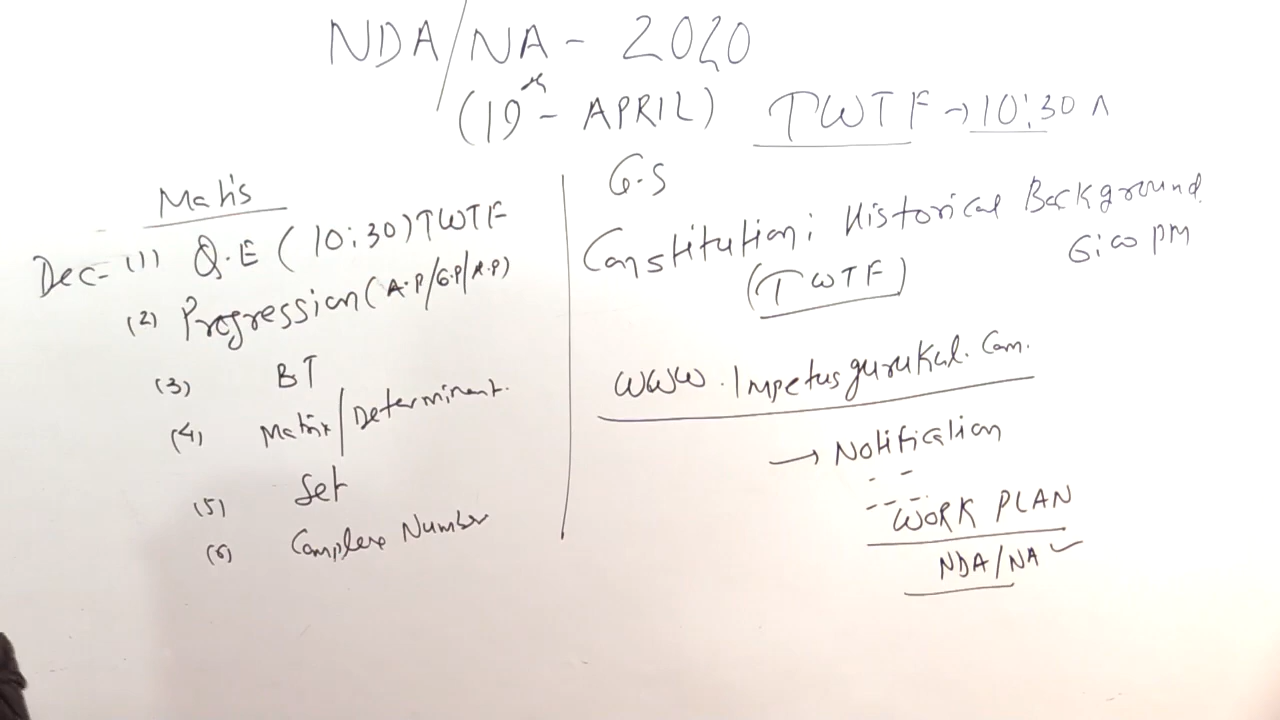 NDA/NA - 2020
(19th - APRIL) TWTF → 10:30 A
Maths
Dec - (1) Q.E (10:30) TWTF
(2) Progression (A.P/G.P/H.P)
(3) BT
(4) Matrix/Determinant.
(5) Set
(6) Complex Number
G.S
Constitution: Historical Background
(TWTF) 6:00 PM
www.Impetusgurukul.Com.
→ Notification
WORK PLAN
NDA/NA ✓